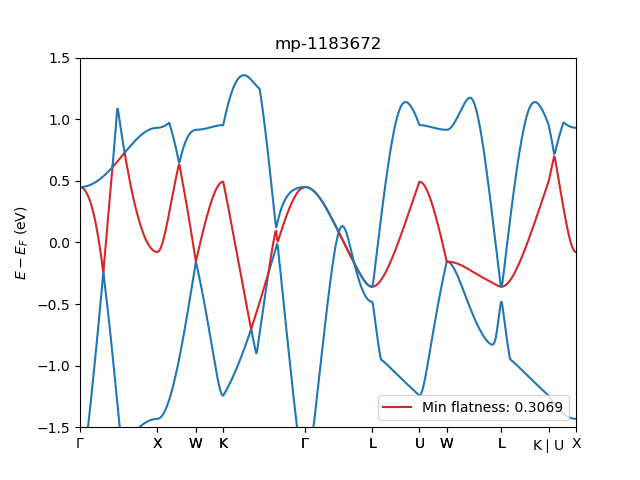 mp-1183672
E − E_F (eV)
1.5
1.0
0.5
0.0
−0.5
−1.0
−1.5
Min flatness: 0.3069
Γ X W K Γ L U W L K | U X